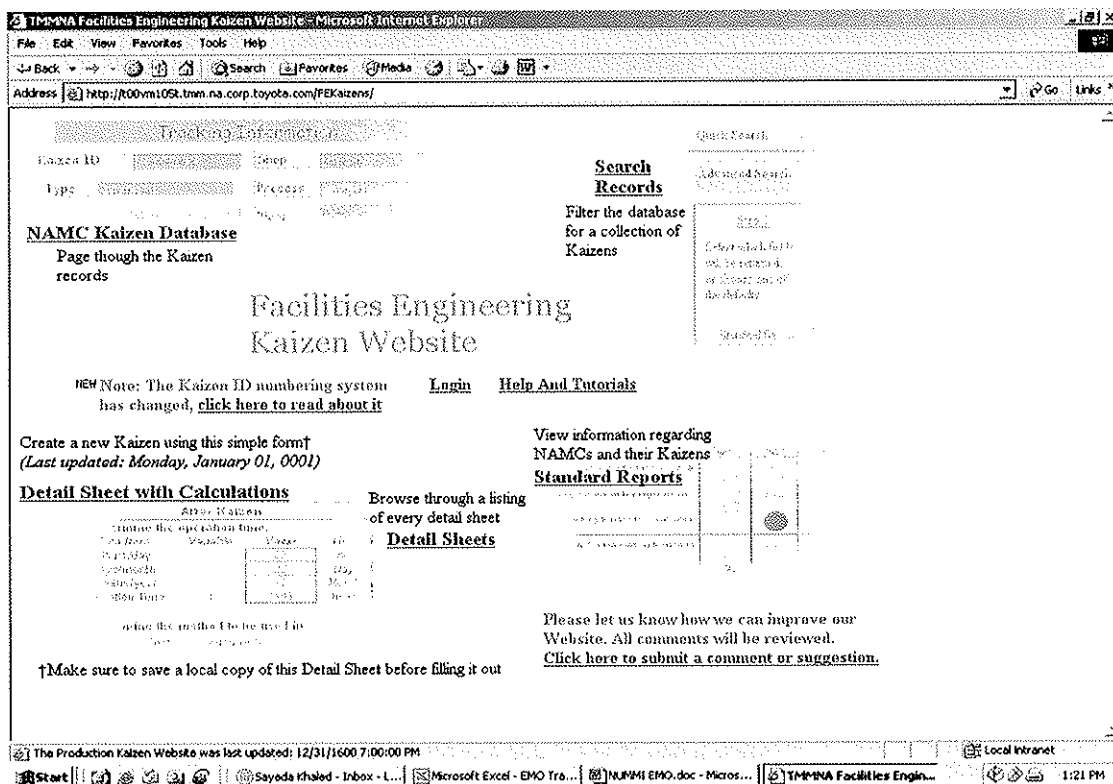 TMMNA Facilities Engineering Kaizen Website - Microsoft Internet Explorer
File Edit View Favorites Tools Help
Back Search Favorites Media
Address http://t00vm105t.tmm.na.corp.toyota.com/FEKaizens/ Go Links
Tracking Information
Kaizen ID Shop
Type Process
Quick Search
Advanced Search
Search Records
Filter the database
for a collection of
Kaizens
NAMC Kaizen Database
Page though the Kaizen
records
Facilities Engineering
Kaizen Website
NEW Note: The Kaizen ID numbering system
has changed, click here to read about it
Login Help And Tutorials
Create a new Kaizen using this simple form†
(Last updated: Monday, January 01, 0001)
Detail Sheet with Calculations
After Kaizen
the operation time.
Browse through a listing
of every detail sheet
Detail Sheets
View information regarding
NAMCs and their Kaizens
Standard Reports
Please let us know how we can improve our
Website. All comments will be reviewed.
Click here to submit a comment or suggestion.
†Make sure to save a local copy of this Detail Sheet before filling it out
The Production Kaizen Website was last updated: 12/31/1600 7:00:00 PM Local intranet
Start Sayeda Khaled - Inbox - L... Microsoft Excel - EMO Tra... NUMMI EMO.doc - Micros... TMMNA Facilities Engin... 1:21 PM